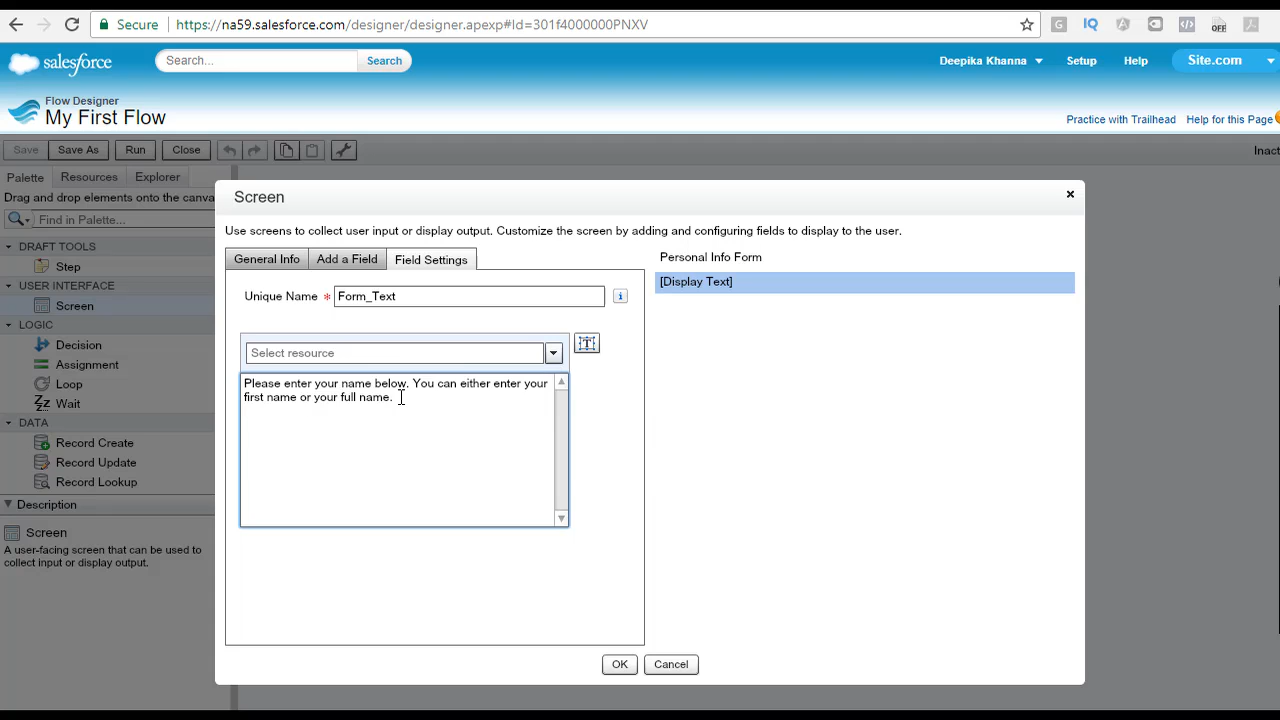 Secure
https://na59.salesforce.com/designer/designer.apexp#Id=301f4000000PNXV
G IQ A </> OFF
salesforce
Search... Search
Deepika Khanna Setup Help Site.com
Flow Designer
My First Flow
Practice with Trailhead Help for this Page
Save Save As Run Close
Inact
Palette Resources Explorer
Drag and drop elements onto the canva
Find in Palette...
DRAFT TOOLS
Step
USER INTERFACE
Screen
LOGIC
Decision
Assignment
Loop
Wait
DATA
Record Create
Record Update
Record Lookup
Description
Screen
A user-facing screen that can be used to
collect input or display output.
Screen
Use screens to collect user input or display output. Customize the screen by adding and configuring fields to display to the user.
General Info Add a Field Field Settings
Unique Name * Form_Text
Select resource
Please enter your name below. You can either enter your
first name or your full name.
Personal Info Form
[Display Text]
OK Cancel